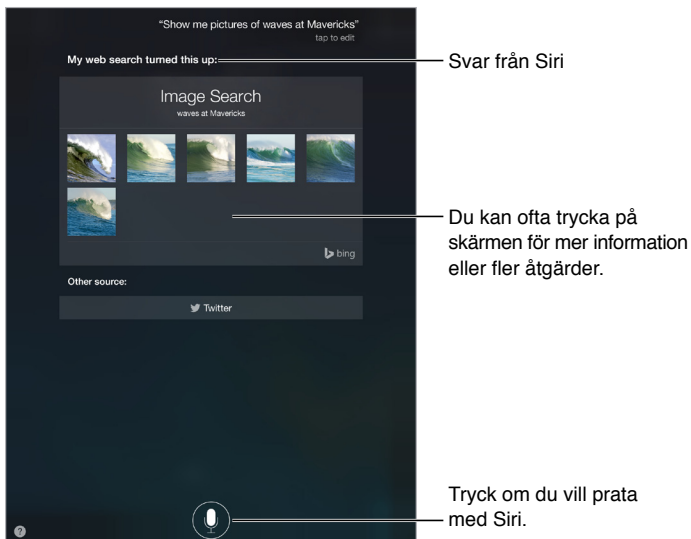 “Show me pictures of waves at Mavericks”
tap to edit
My web search turned this up:
Svar från Siri
Image Search
waves at Mavericks
Du kan ofta trycka på
skärmen för mer information
eller fler åtgärder.
bing
Other source:
Twitter
Tryck om du vill prata
med Siri.
?